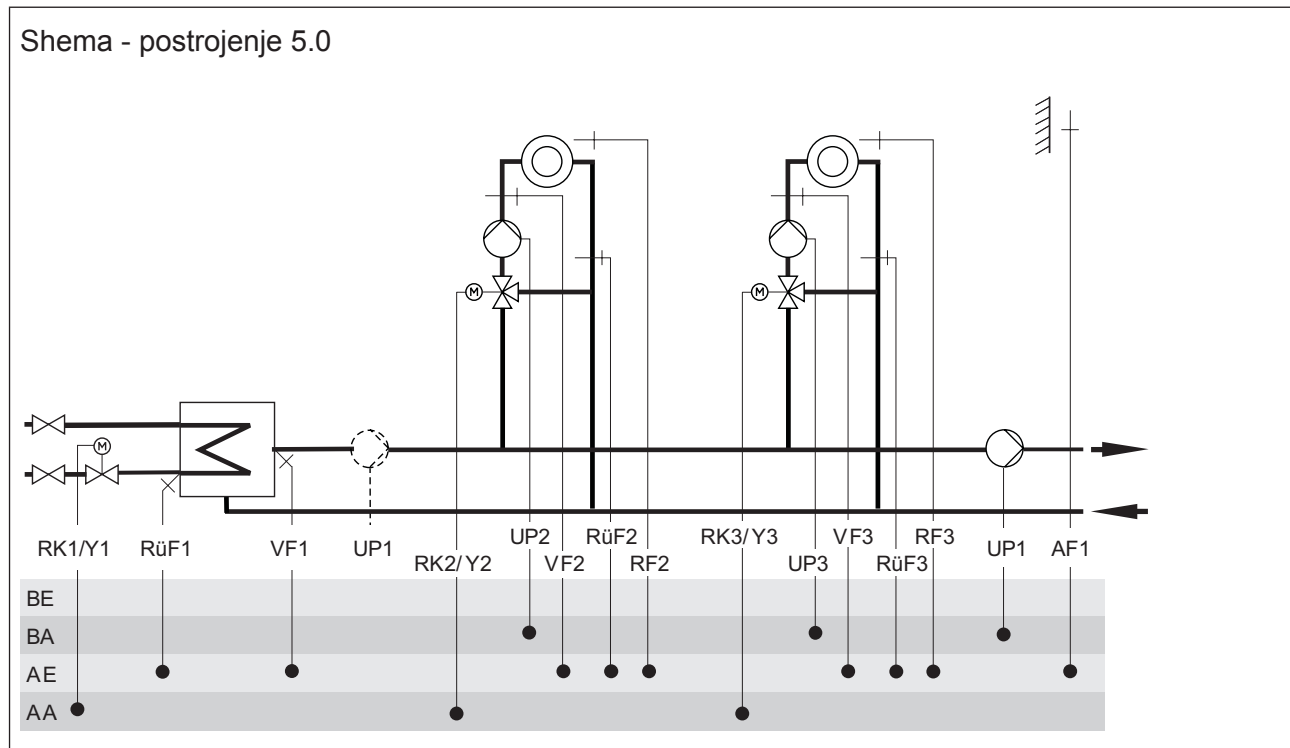 Shema - postrojenje 5.0
M
M
M
UP2 RüF2 RK3/Y3 VF3 RF3
RK1/Y1 RüF1 VF1 UP1 UP1 AF1
RK2/Y2 VF2 RF2 UP3 RüF3
BE
BA
AE
AA